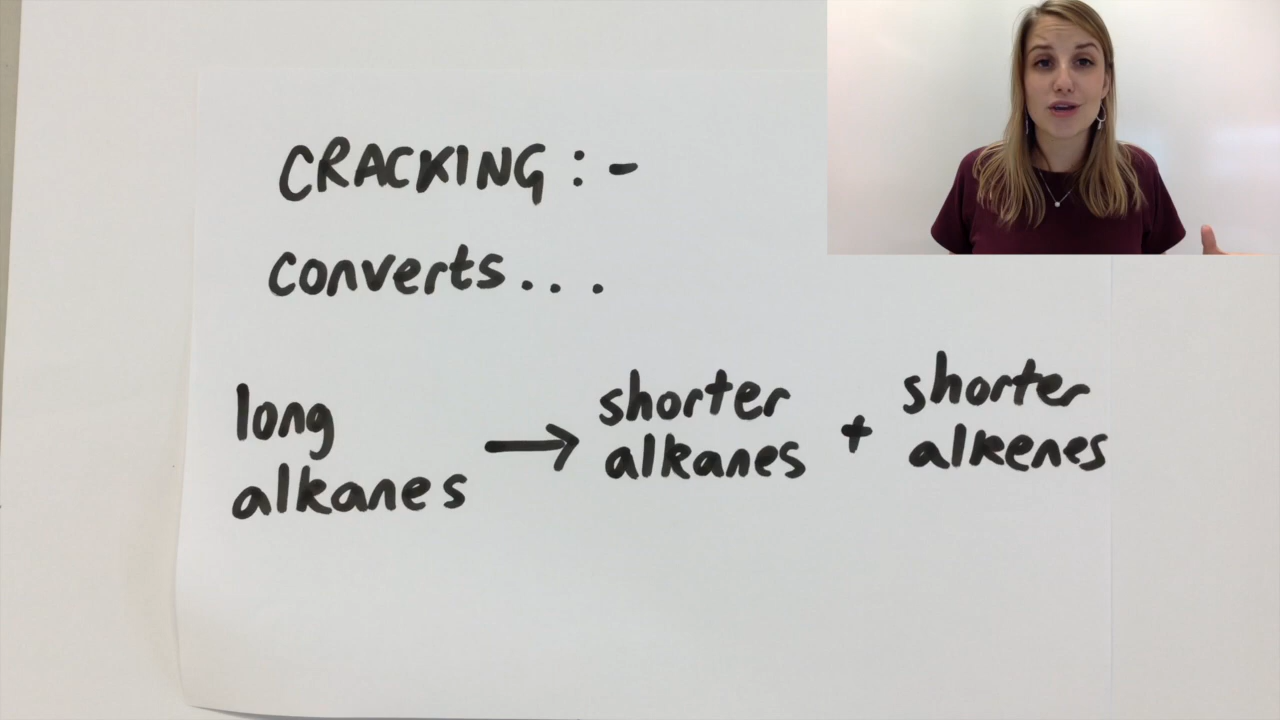 CRACKING :-
converts...
long alkanes → shorter alkanes + shorter alkenes